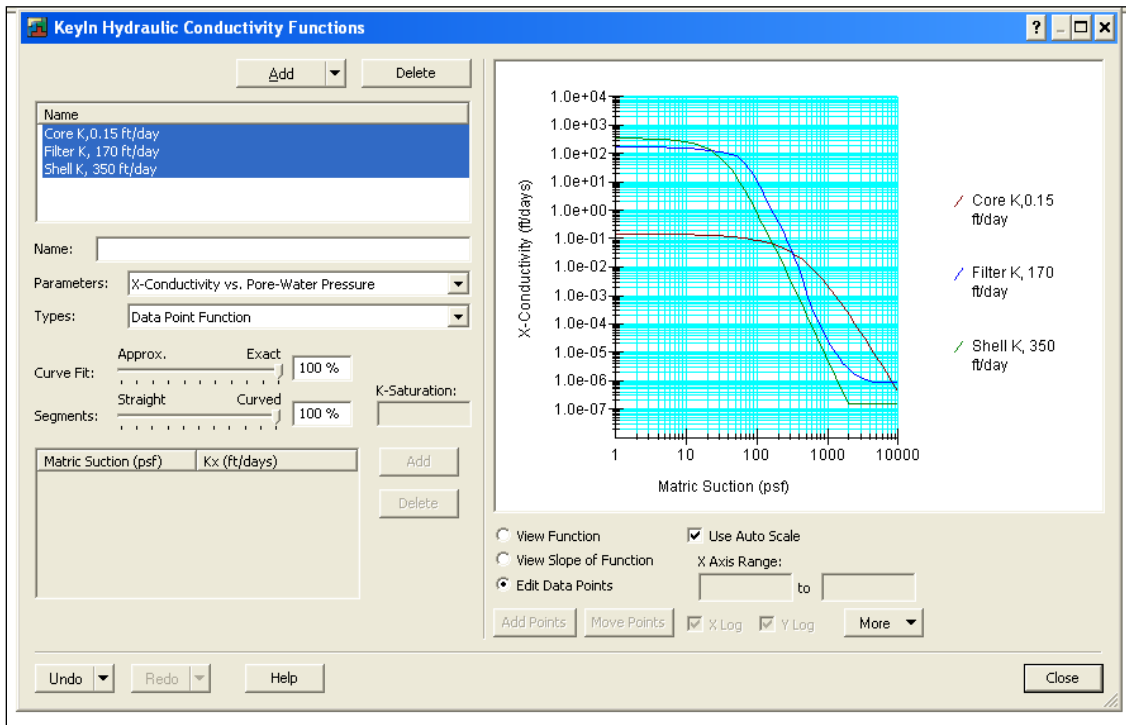 KeyIn Hydraulic Conductivity Functions
Add
Delete
Name
Core K,0.15 ft/day
Filter K, 170 ft/day
Shell K, 350 ft/day
Name:
Parameters:
X-Conductivity vs. Pore-Water Pressure
Types:
Data Point Function
Curve Fit:
Approx.
Exact
100 %
Segments:
Straight
Curved
100 %
K-Saturation:
Matric Suction (psf)
Kx (ft/days)
Add
Delete
X-Conductivity (ft/days)
1.0e+04
1.0e+03
1.0e+02
1.0e+01
1.0e+00
1.0e-01
1.0e-02
1.0e-03
1.0e-04
1.0e-05
1.0e-06
1.0e-07
1
10
100
1000
10000
Matric Suction (psf)
Core K,0.15
ft/day
Filter K, 170
ft/day
Shell K, 350
ft/day
View Function
View Slope of Function
Edit Data Points
Use Auto Scale
X Axis Range:
to
Add Points
Move Points
X Log
Y Log
More
Undo
Redo
Help
Close